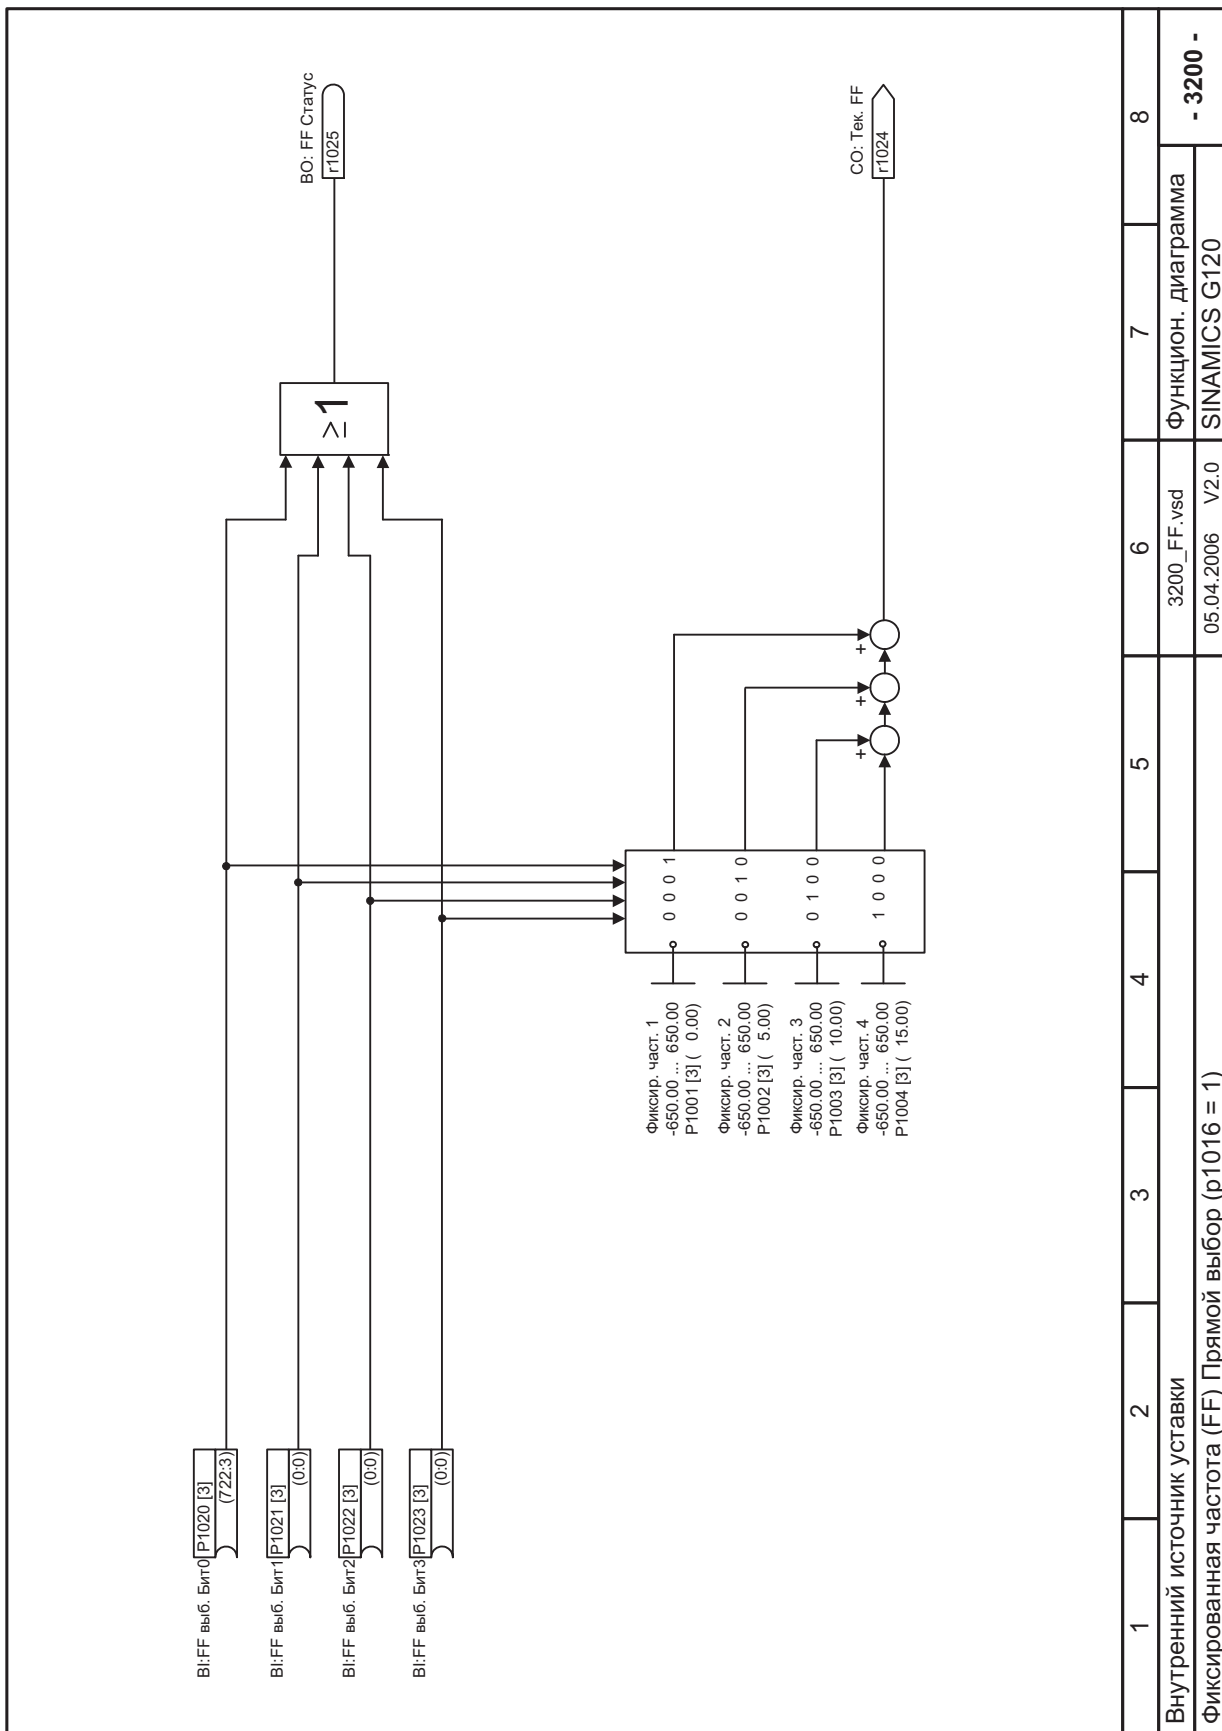 BI:FF выб. Бит0
P1020 [3]
(722:3)
BI:FF выб. Бит1
P1021 [3]
(0:0)
BI:FF выб. Бит2
P1022 [3]
(0:0)
BI:FF выб. Бит3
P1023 [3]
(0:0)
≥1
BO: FF Статус
r1025
Фиксир. част. 1
-650.00 ... 650.00
P1001 [3] ( 0.00)
Фиксир. част. 2
-650.00 ... 650.00
P1002 [3] ( 5.00)
Фиксир. част. 3
-650.00 ... 650.00
P1003 [3] ( 10.00)
Фиксир. част. 4
-650.00 ... 650.00
P1004 [3] ( 15.00)
0 0 0 1
0 0 1 0
0 1 0 0
1 0 0 0
+
+
+
CO: Тек. FF
r1024
1 2 3 4 5 6 7 8
Внутренний источник уставки
3200_FF.vsd
Функцион. диаграмма
- 3200 -
Фиксированная частота (FF) Прямой выбор (p1016 = 1)
05.04.2006 V2.0
SINAMICS G120